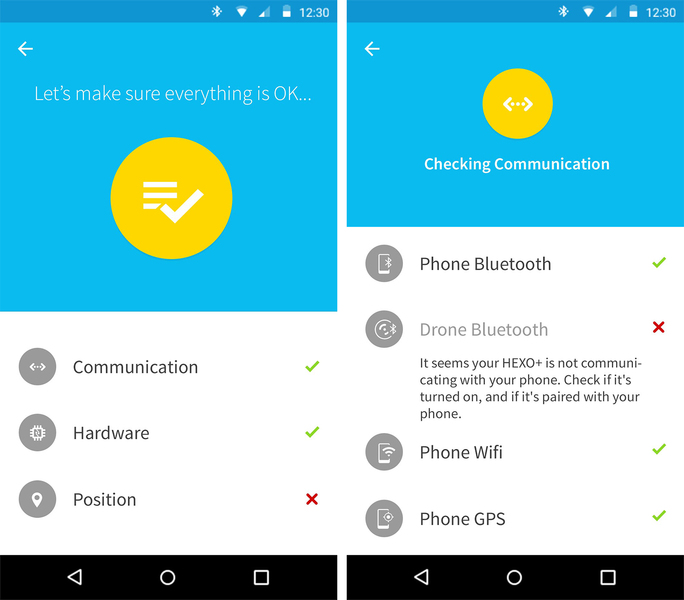 12:30
Let's make sure everything is OK...
Communication
Hardware
Position
12:30
Checking Communication
Phone Bluetooth
Drone Bluetooth
It seems your HEXO+ is not communi-
cating with your phone. Check if it's
turned on, and if it's paired with your
phone.
Phone Wifi
Phone GPS